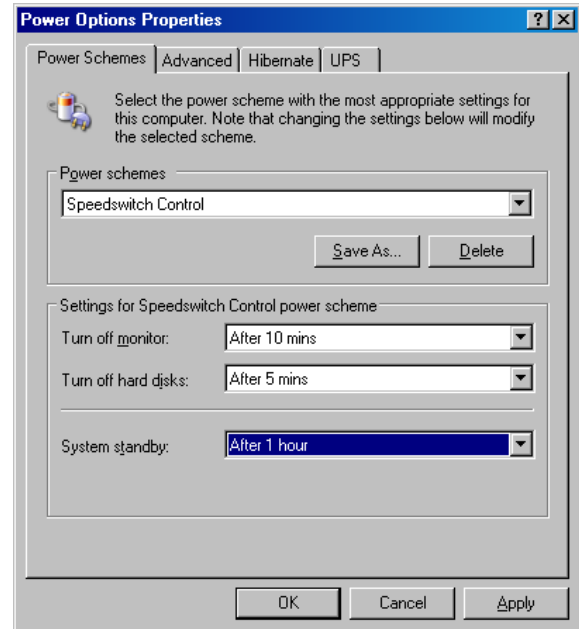 Power Options Properties
Power Schemes Advanced Hibernate UPS
Select the power scheme with the most appropriate settings for
this computer. Note that changing the settings below will modify
the selected scheme.
Power schemes
Speedswitch Control
Save As... Delete
Settings for Speedswitch Control power scheme
Turn off monitor: After 10 mins
Turn off hard disks: After 5 mins
System standby: After 1 hour
OK Cancel Apply